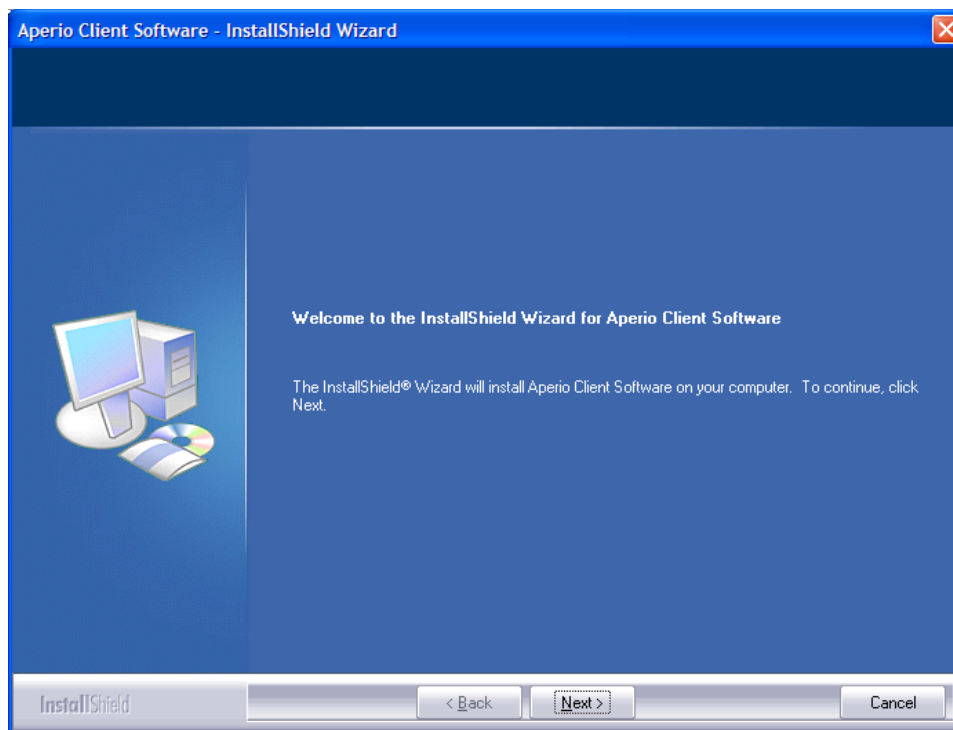 Aperio Client Software - InstallShield Wizard
Welcome to the InstallShield Wizard for Aperio Client Software
The InstallShield® Wizard will install Aperio Client Software on your computer. To continue, click
Next.
InstallShield
< Back
Next >
Cancel